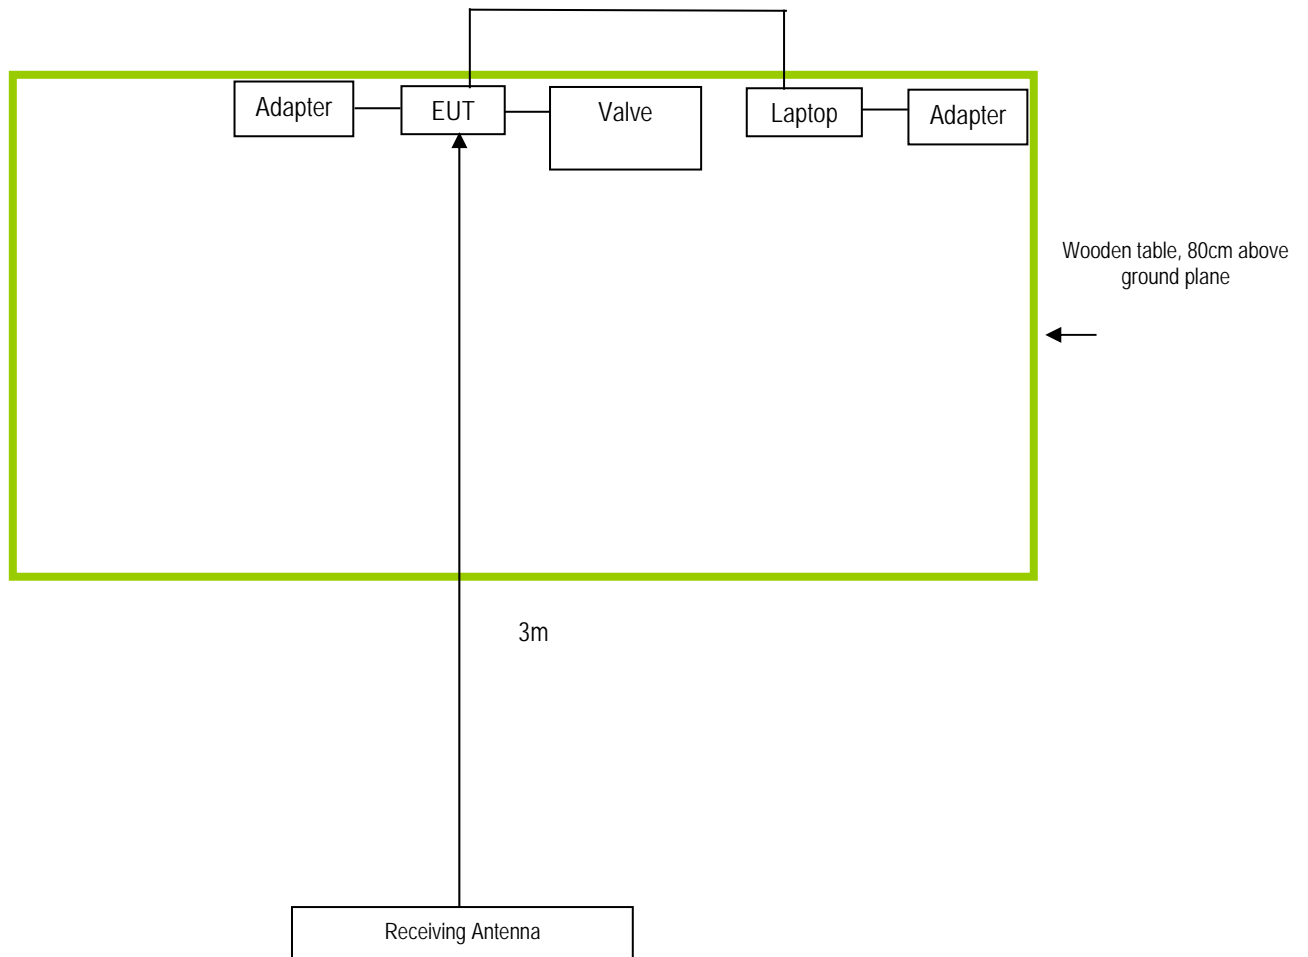 Adapter
EUT
Valve
Laptop
Adapter
Wooden table, 80cm above
ground plane
3m
Receiving Antenna